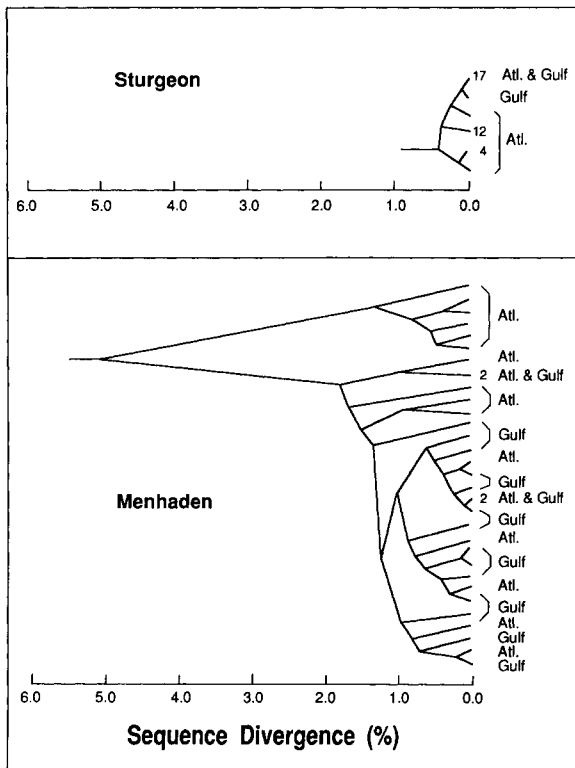 17 Atl. & Gulf
Sturgeon
Gulf
12
Atl.
4
6.0 5.0 4.0 3.0 2.0 1.0 0.0
Atl.
Atl.
2 Atl. & Gulf
Atl.
Gulf
Atl.
Gulf
Menhaden
2 Atl. & Gulf
Gulf
Atl.
Gulf
Atl.
Gulf
Atl.
Gulf
Atl.
Gulf
6.0 5.0 4.0 3.0 2.0 1.0 0.0
Sequence Divergence (%)